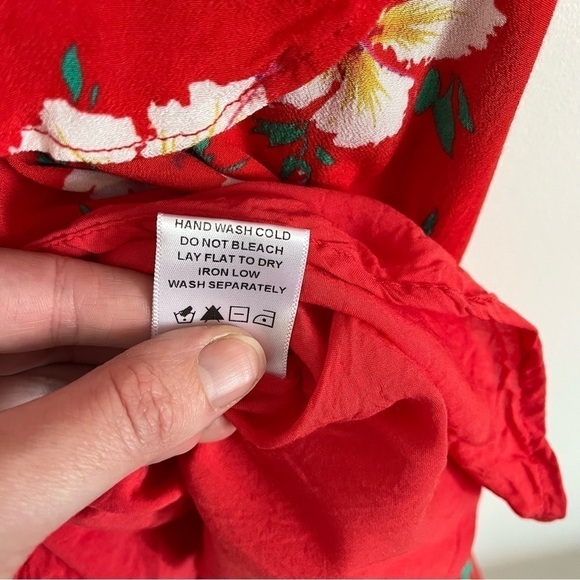 HAND WASH COLD
DO NOT BLEACH
LAY FLAT TO DRY
IRON LOW
WASH SEPARATELY